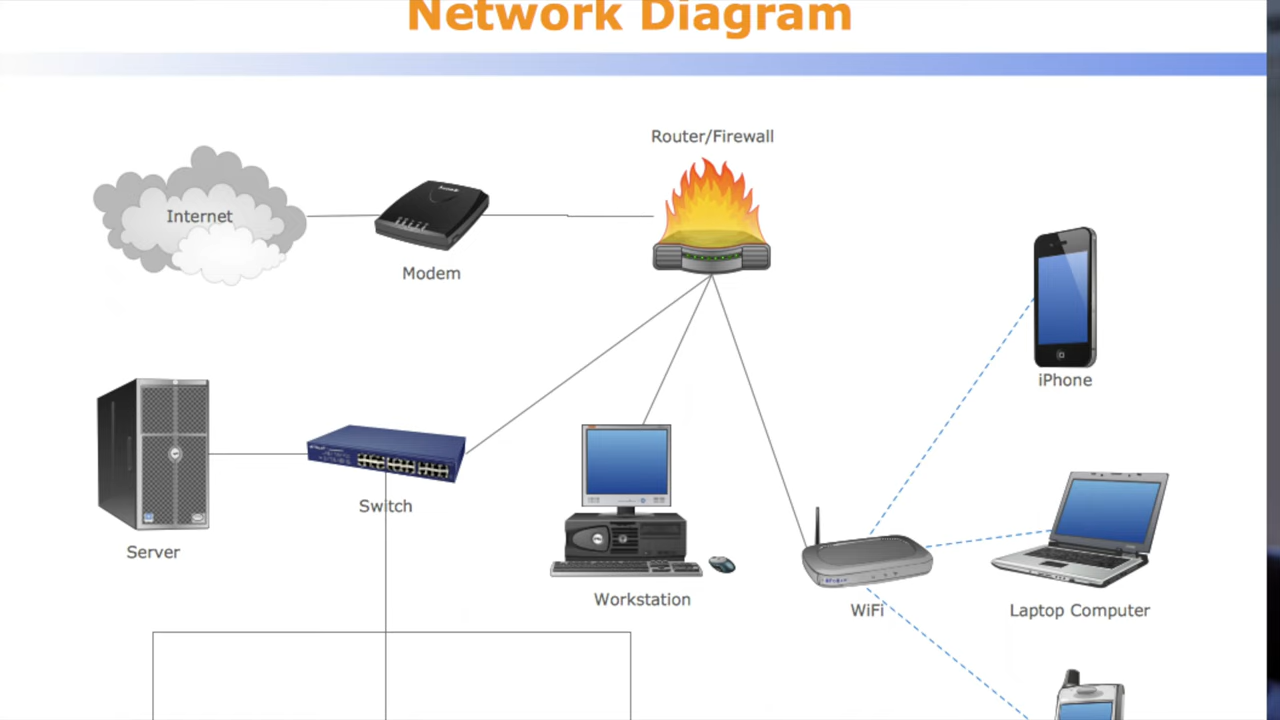 Network Diagram
Router/Firewall
Internet
Modem
iPhone
Switch
Server
Workstation
WiFi
Laptop Computer